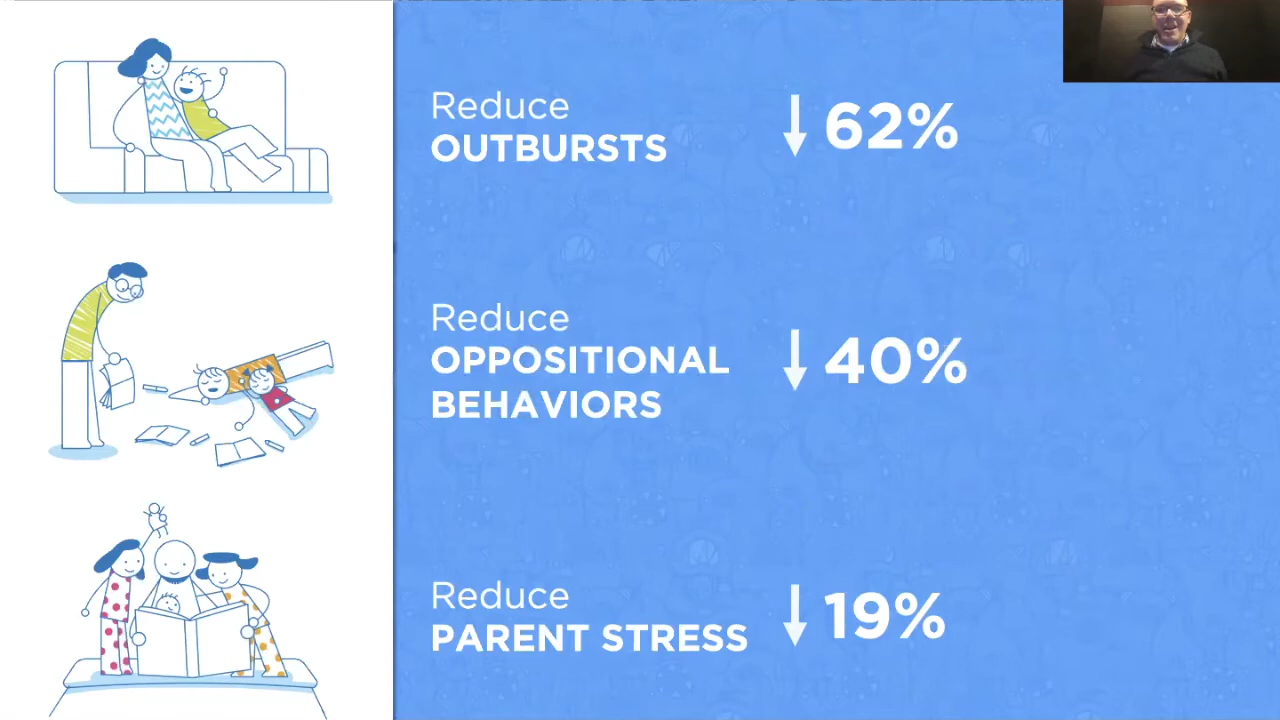 Reduce
OUTBURSTS
62%
Reduce
OPPOSITIONAL
BEHAVIORS
40%
Reduce
PARENT STRESS
19%